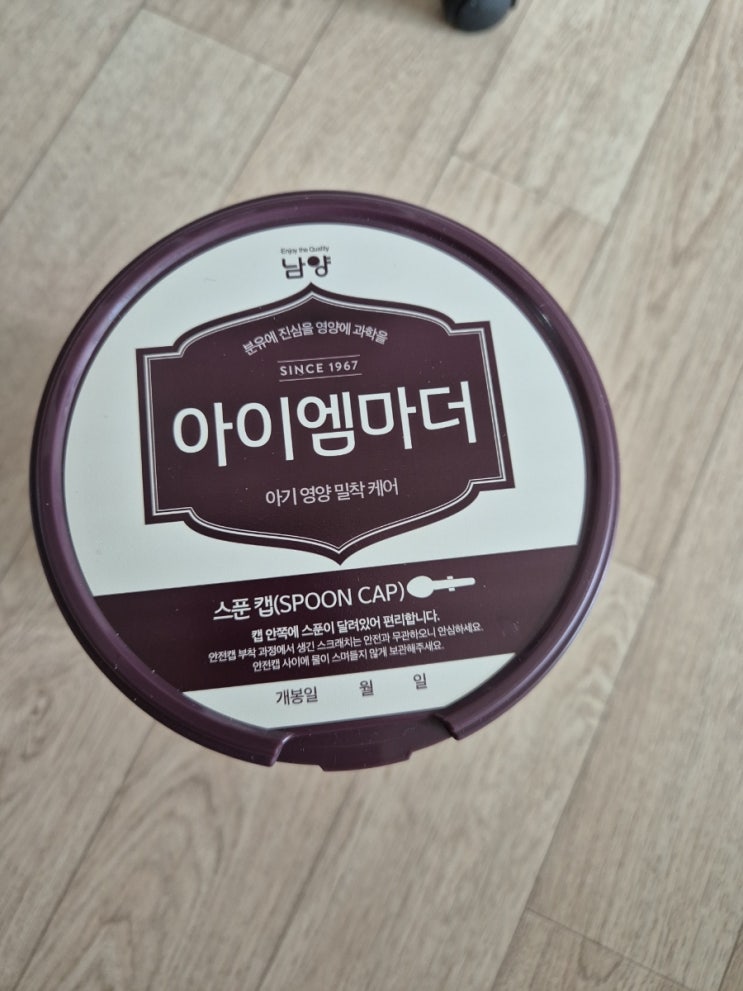 Enjoy the Quality
남양
분유에 진심을 영양에 과학을
SINCE 1967
아이엠마더
아기 영양 밀착 케어
스푼 캡(SPOON CAP)
캡 안쪽에 스푼이 달려있어 편리합니다.
안전캡 부착 과정에서 생긴 스크래치는 안전과 무관하오니 안심하세요.
안전캡 사이에 물이 스며들지 않게 보관해주세요.
개봉일 월 일